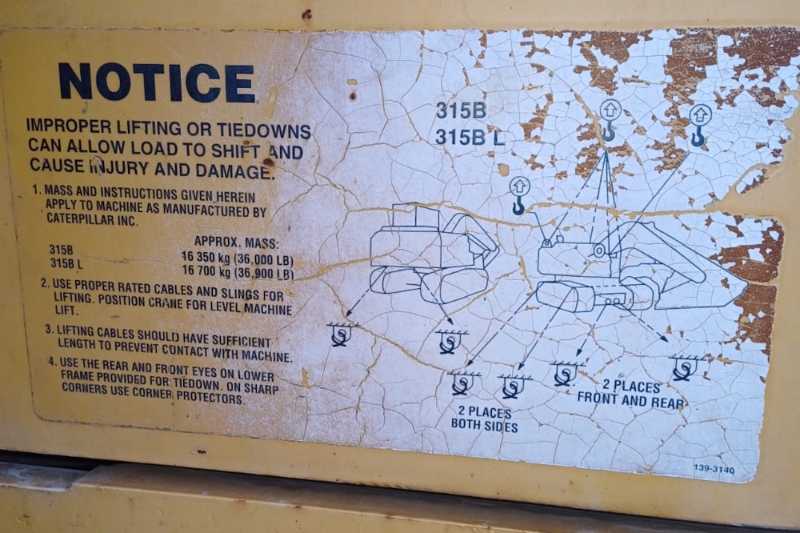 NOTICE
IMPROPER LIFTING OR TIEDOWNS
CAN ALLOW LOAD TO SHIFT AND
CAUSE INJURY AND DAMAGE.
1. MASS AND INSTRUCTIONS GIVEN HEREIN
APPLY TO MACHINE AS MANUFACTURED BY
CATERPILLAR INC.
APPROX. MASS:
315B 16 350 kg (36,000 LB)
315B L 16 700 kg (36,900 LB)
2. USE PROPER RATED CABLES AND SLINGS FOR
LIFTING. POSITION CRANE FOR LEVEL MACHINE
LIFT.
3. LIFTING CABLES SHOULD HAVE SUFFICIENT
LENGTH TO PREVENT CONTACT WITH MACHINE.
4. USE THE REAR AND FRONT EYES ON LOWER
FRAME PROVIDED FOR TIEDOWN. ON SHARP
CORNERS USE CORNER PROTECTORS.
315B
315B L
2 PLACES
BOTH SIDES
2 PLACES
FRONT AND REAR
139-3140